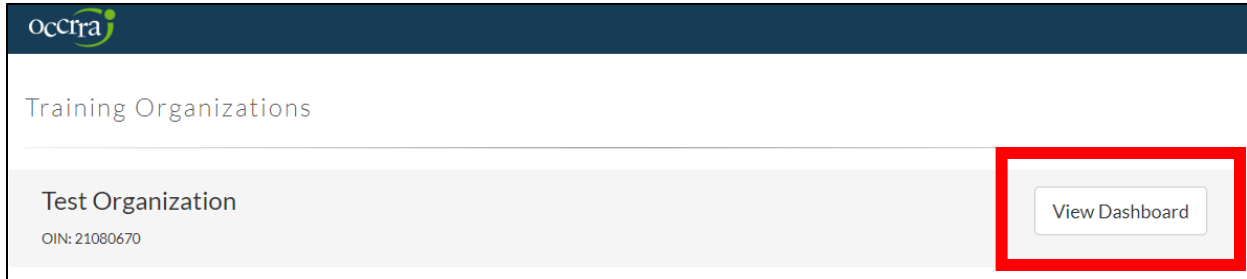 occrra
Training Organizations
Test Organization
View Dashboard
OIN: 21080670